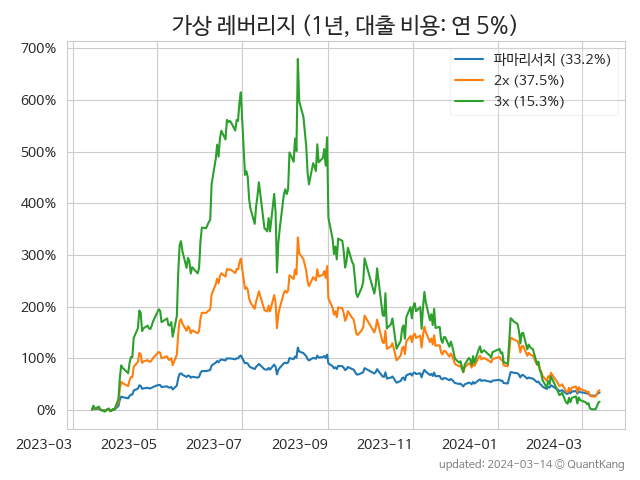 가상 레버리지 (1년, 대출 비용: 연 5%)
700%
600%
500%
400%
300%
200%
100%
0%
파마리서치 (33.2%)
2x (37.5%)
3x (15.3%)
2023-03 2023-05 2023-07 2023-09 2023-11 2024-01 2024-03
updated: 2024-03-14 ⓒ QuantKang